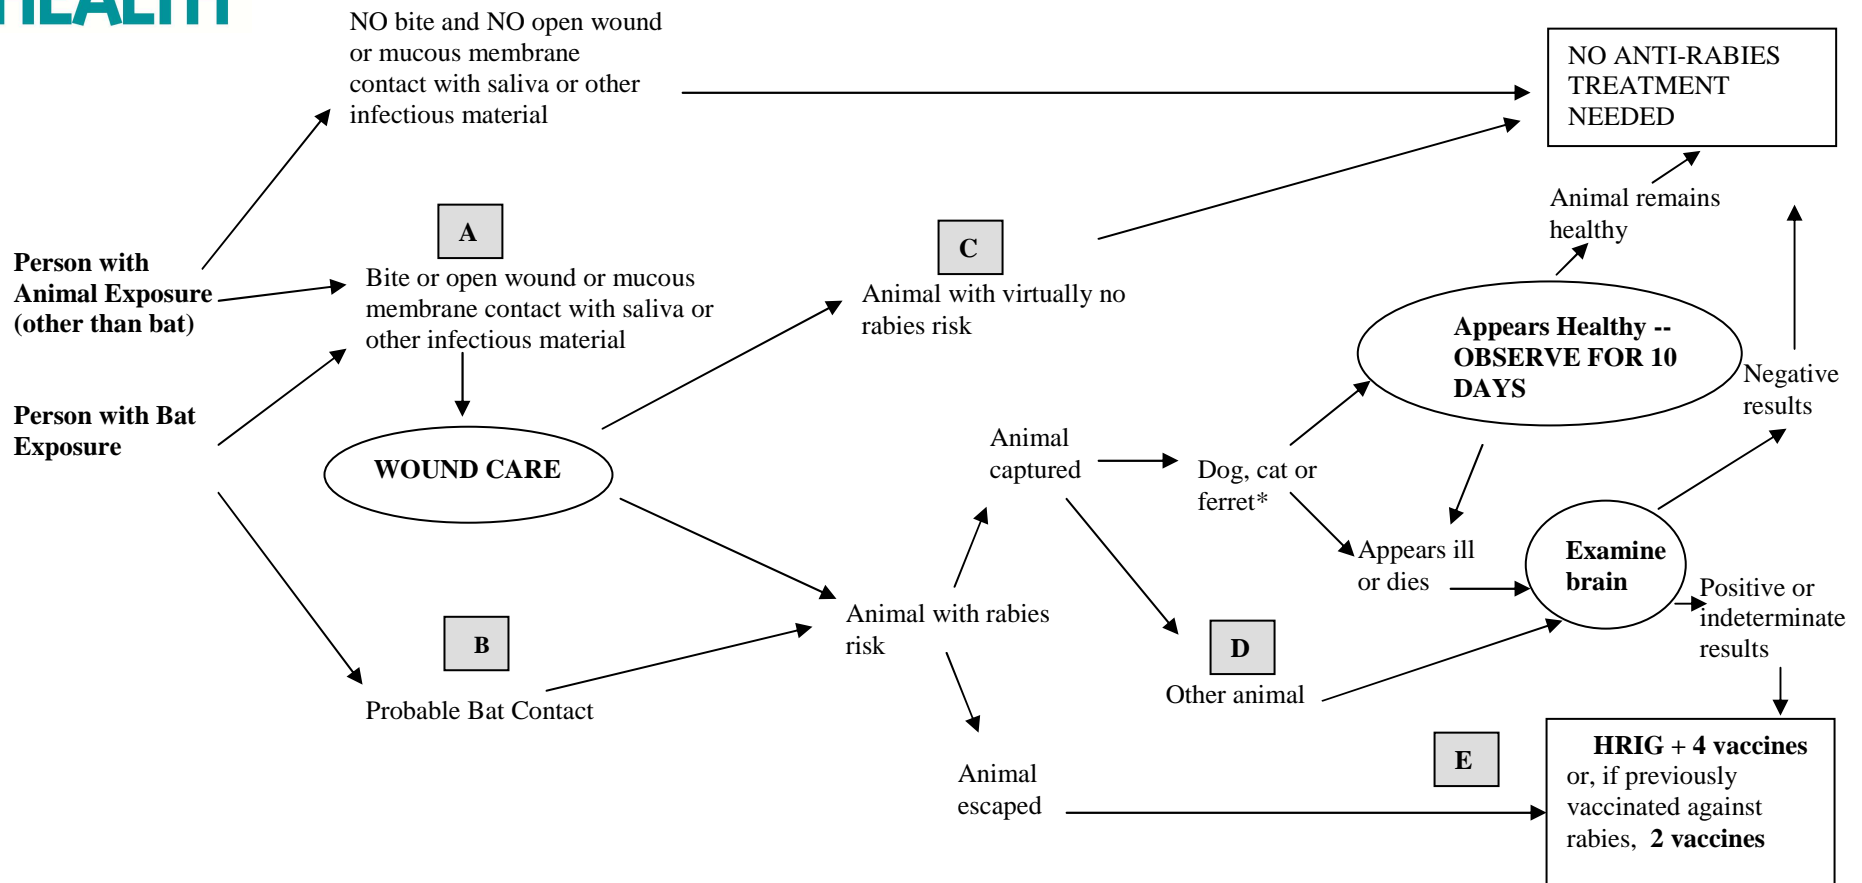 HEALTH
NO bite and NO open wound
or mucous membrane
contact with saliva or other
infectious material
NO ANTI-RABIES
TREATMENT
NEEDED
Animal remains
healthy
A
Bite or open wound or mucous
membrane contact with saliva or
other infectious material
C
Animal with virtually no
rabies risk
Person with
Animal Exposure
(other than bat)
Appears Healthy --
OBSERVE FOR 10
DAYS
Negative
results
Person with Bat
Exposure
WOUND CARE
Animal
captured
Dog, cat or
ferret*
Appears ill
or dies
Examine
brain
Positive or
indeterminate
results
Animal with rabies
risk
B
Probable Bat Contact
D
Other animal
Animal
escaped
E
HRIG + 4 vaccines
or, if previously
vaccinated against
rabies, 2 vaccines